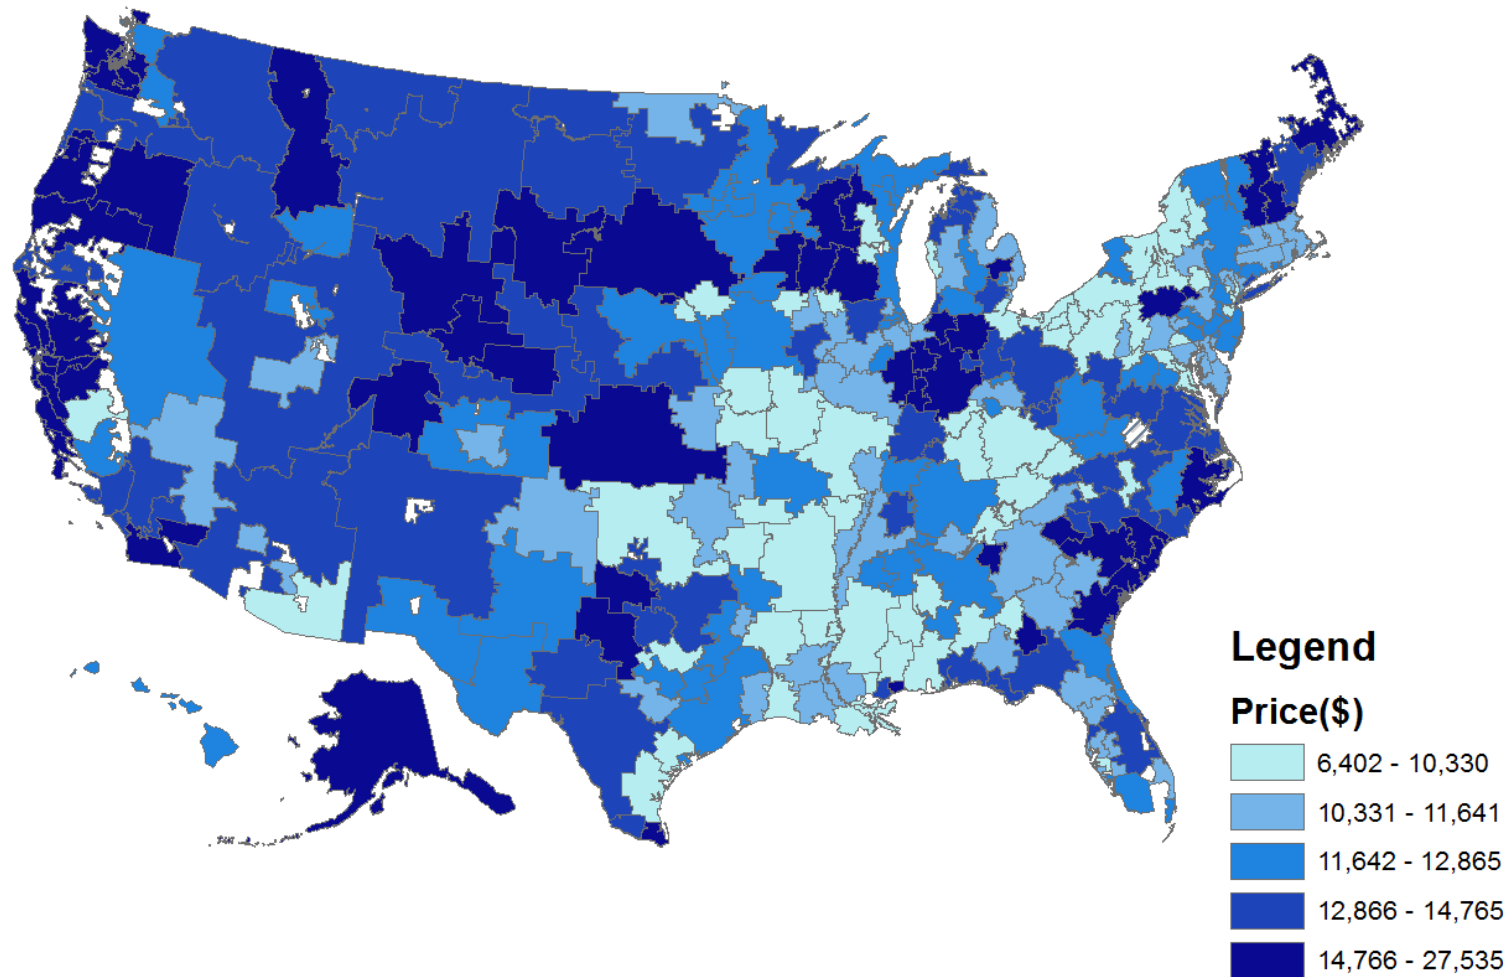 Legend
Price($)
6,402 - 10,330
10,331 - 11,641
11,642 - 12,865
12,866 - 14,765
14,766 - 27,535